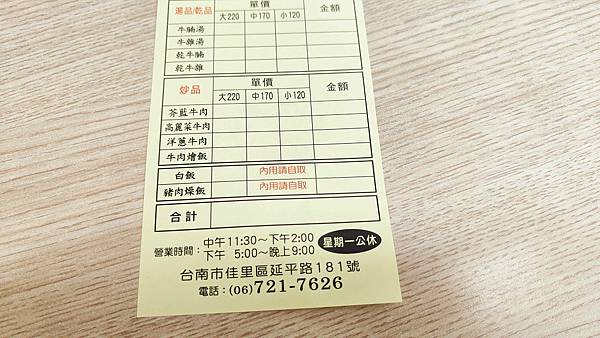 湯品/乾品 單價 金額
大220 中170 小120
牛腩湯
牛雜湯
乾牛腩
乾牛雜
炒品 單價 金額
大220 中170 小120
芥藍牛肉
高麗菜牛肉
洋蔥牛肉
牛肉燴飯
白飯 內用請自取
豬肉燥飯 內用請自取
合計
營業時間： 中午11:30～下午2:00 星期一公休
下午 5:00～晚上9:00
台南市佳里區延平路181號
電話：(06)721-7626